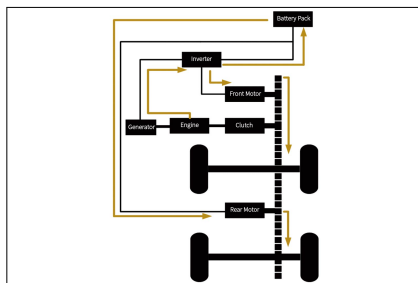 Battery Pack
Inverter
Front Motor
Generator
Engine
Clutch
Rear Motor